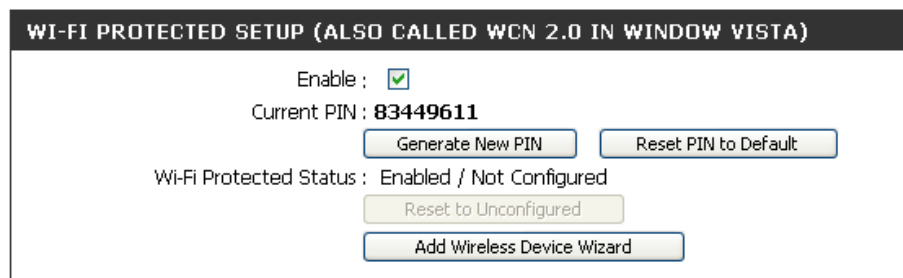 WI-FI PROTECTED SETUP (ALSO CALLED WCN 2.0 IN WINDOW VISTA)
Enable :
Current PIN : 83449611
Generate New PIN Reset PIN to Default
Wi-Fi Protected Status : Enabled / Not Configured
Reset to Unconfigured
Add Wireless Device Wizard